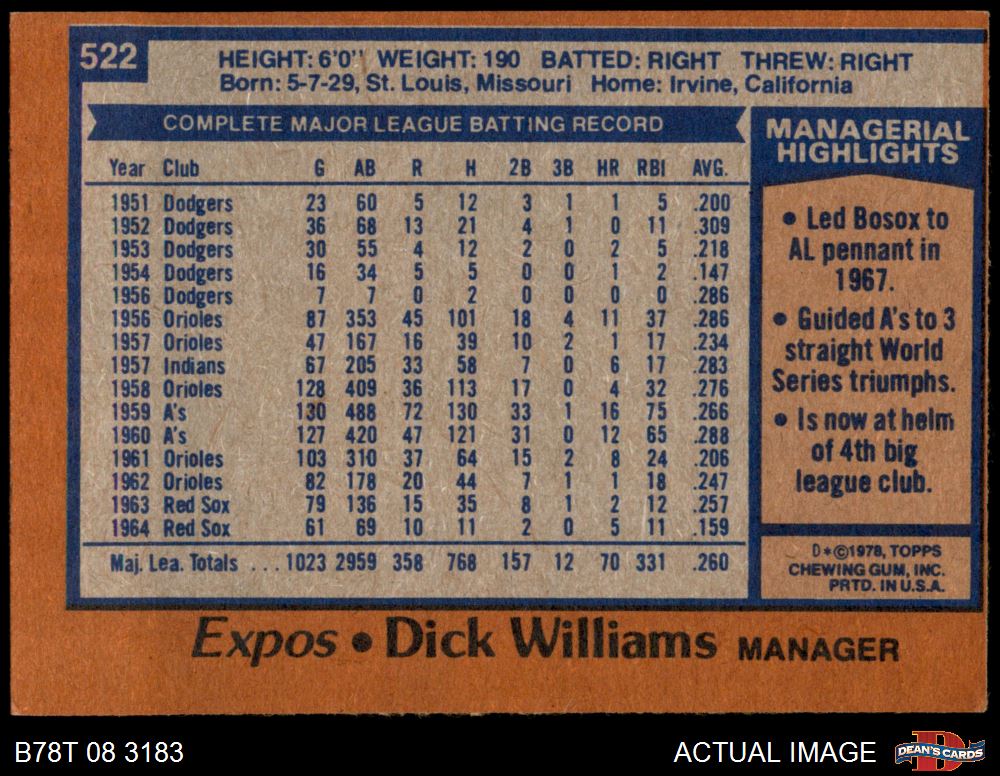 522
HEIGHT: 6'0" WEIGHT: 190 BATTED: RIGHT THREW: RIGHT
Born: 5-7-29, St. Louis, Missouri Home: Irvine, California
COMPLETE MAJOR LEAGUE BATTING RECORD
Year Club G AB R H 2B 3B HR RBI AVG.
1951 Dodgers 23 60 5 12 3 1 1 5 .200
1952 Dodgers 36 68 13 21 4 1 0 11 .309
1953 Dodgers 30 55 4 12 2 0 2 5 .218
1954 Dodgers 16 34 5 5 0 0 1 2 .147
1956 Dodgers 7 7 0 2 0 0 0 0 .286
1956 Orioles 87 353 45 101 18 4 11 37 .286
1957 Orioles 47 167 16 39 10 2 1 17 .234
1957 Indians 67 205 33 58 7 0 6 17 .283
1958 Orioles 128 409 36 113 17 0 4 32 .276
1959 A's 130 488 72 130 33 1 16 75 .266
1960 A's 127 420 47 121 31 0 12 65 .288
1961 Orioles 103 310 37 64 15 2 8 24 .206
1962 Orioles 82 178 20 44 7 1 1 18 .247
1963 Red Sox 79 136 15 35 8 1 2 12 .257
1964 Red Sox 61 69 10 11 2 0 5 11 .159
Maj. Lea. Totals ... 1023 2959 358 768 157 12 70 331 .260
MANAGERIAL
HIGHLIGHTS
• Led Bosox to
AL pennant in
1967.
• Guided A's to 3
straight World
Series triumphs.
• Is now at helm
of 4th big
league club.
D*©1978, TOPPS
CHEWING GUM, INC.
PRTD. IN U.S.A.
Expos • Dick Williams MANAGER
B78T 08 3183
ACTUAL IMAGE
DEAN'S CARDS